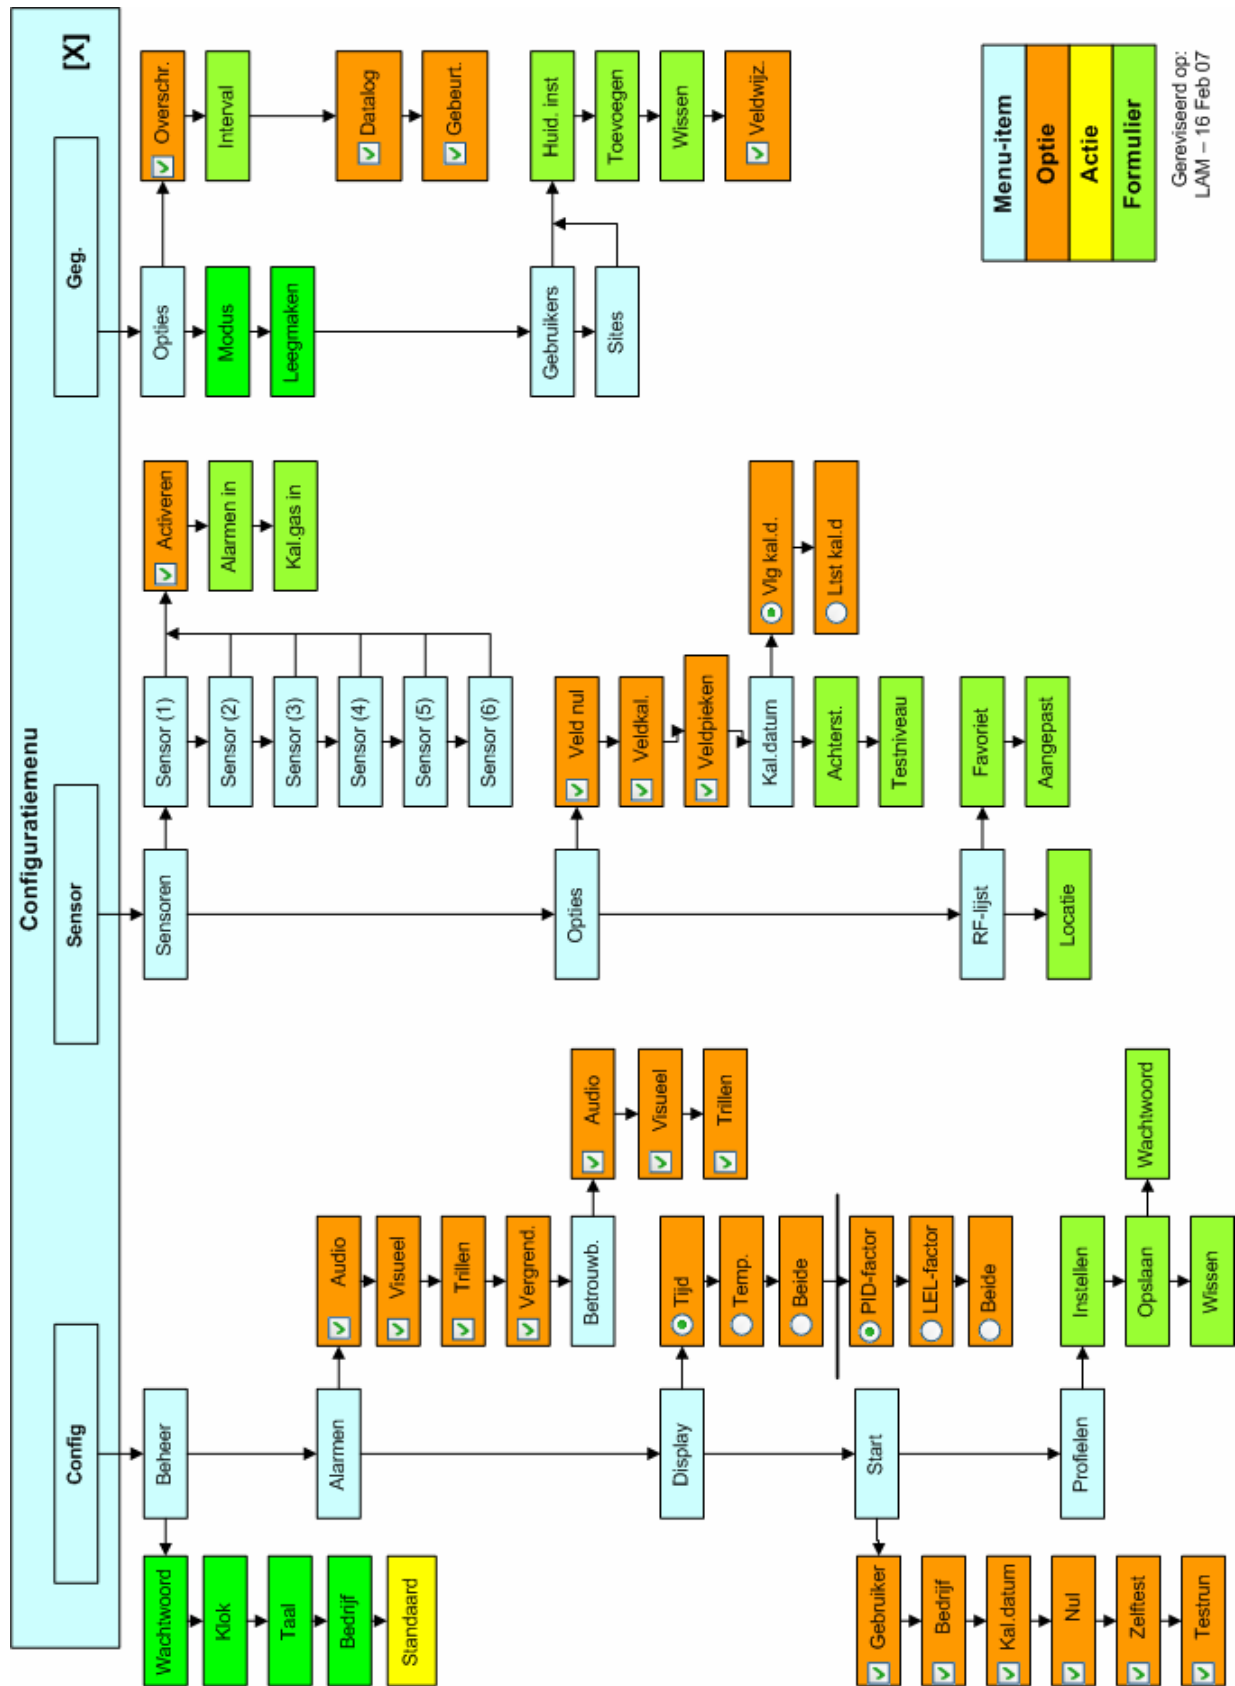 Configuratiemenu
[X]
Config
Sensor
Geg.
Wachtwoord
Klok
Taal
Bedrijf
Standaard
Beheer
Alarmen
Audio
Visueel
Trillen
Vergrend.
Betrouwb.
Audio
Visueel
Trillen
Display
Tijd
Temp.
Beide
PID-factor
LEL-factor
Beide
Start
Gebruiker
Bedrijf
Kal.datum
Nul
Zelftest
Testrun
Profielen
Instellen
Opslaan
Wissen
Wachtwoord
Sensoren
Sensor (1)
Sensor (2)
Sensor (3)
Sensor (4)
Sensor (5)
Sensor (6)
Activeren
Alarmen in
Kal.gas in
Opties
Veld nul
Veldkal.
Veldpieken
Kal.datum
Achterst.
Testniveau
Vlg kal.d.
Ltst kal.d
RF-lijst
Locatie
Favoriet
Aangepast
Opties
Modus
Leegmaken
Overschr.
Interval
Datalog
Gebeurt.
Gebruikers
Sites
Huid. inst
Toevoegen
Wissen
Veldwijz.
Menu-item
Optie
Actie
Formulier
Gereviseerd op:
LAM – 16 Feb 07